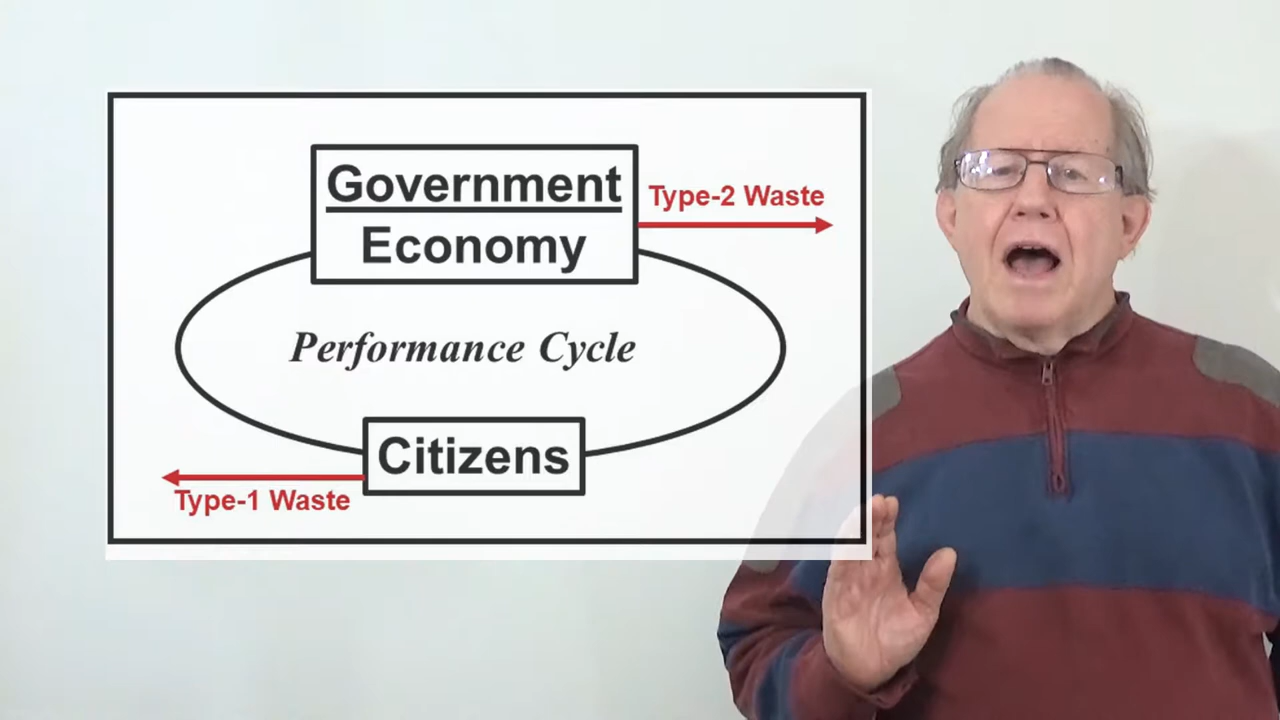 Government
Economy
Type-2 Waste
Performance Cycle
Citizens
Type-1 Waste